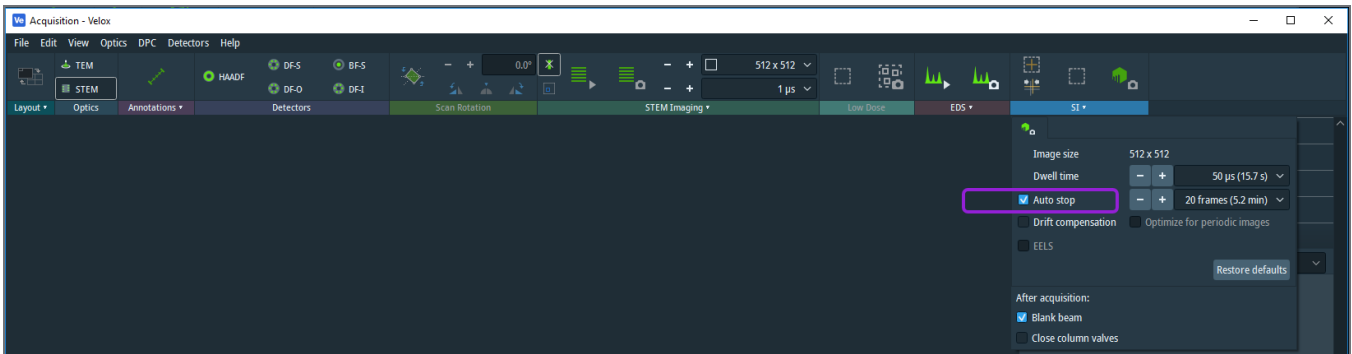 Ve Acquisition - Velox
File Edit View Optics DPC Detectors Help
TEM
STEM
HAADF
DF-S
BF-S
DF-O
DF-I
- + 0.0°
- + 512 x 512
- + 1 µs
Layout Optics Annotations Detectors Scan Rotation STEM Imaging Low Dose EDS SI
Image size 512 x 512
Dwell time - + 50 µs (15.7 s)
Auto stop - + 20 frames (5.2 min)
Drift compensation Optimize for periodic images
EELS
Restore defaults
After acquisition:
Blank beam
Close column valves